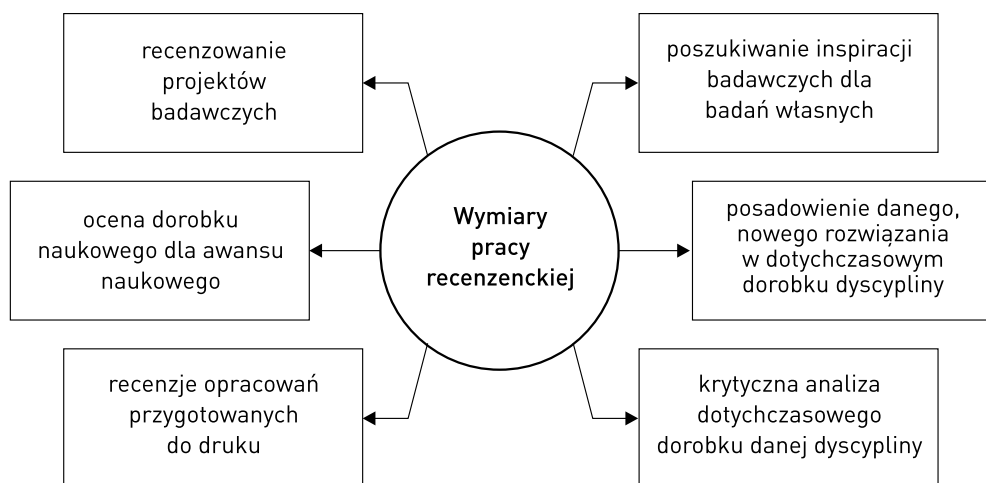 recenzowanie
projektów
badawczych
poszukiwanie inspiracji
badawczych dla
badań własnych
ocena dorobku
naukowego dla awansu
naukowego
Wymiary
pracy
recenzenckiej
posadowienie danego,
nowego rozwiązania
w dotychczasowym
dorobku dyscypliny
recenzje opracowań
przygotowanych
do druku
krytyczna analiza
dotychczasowego
dorobku danej dyscypliny